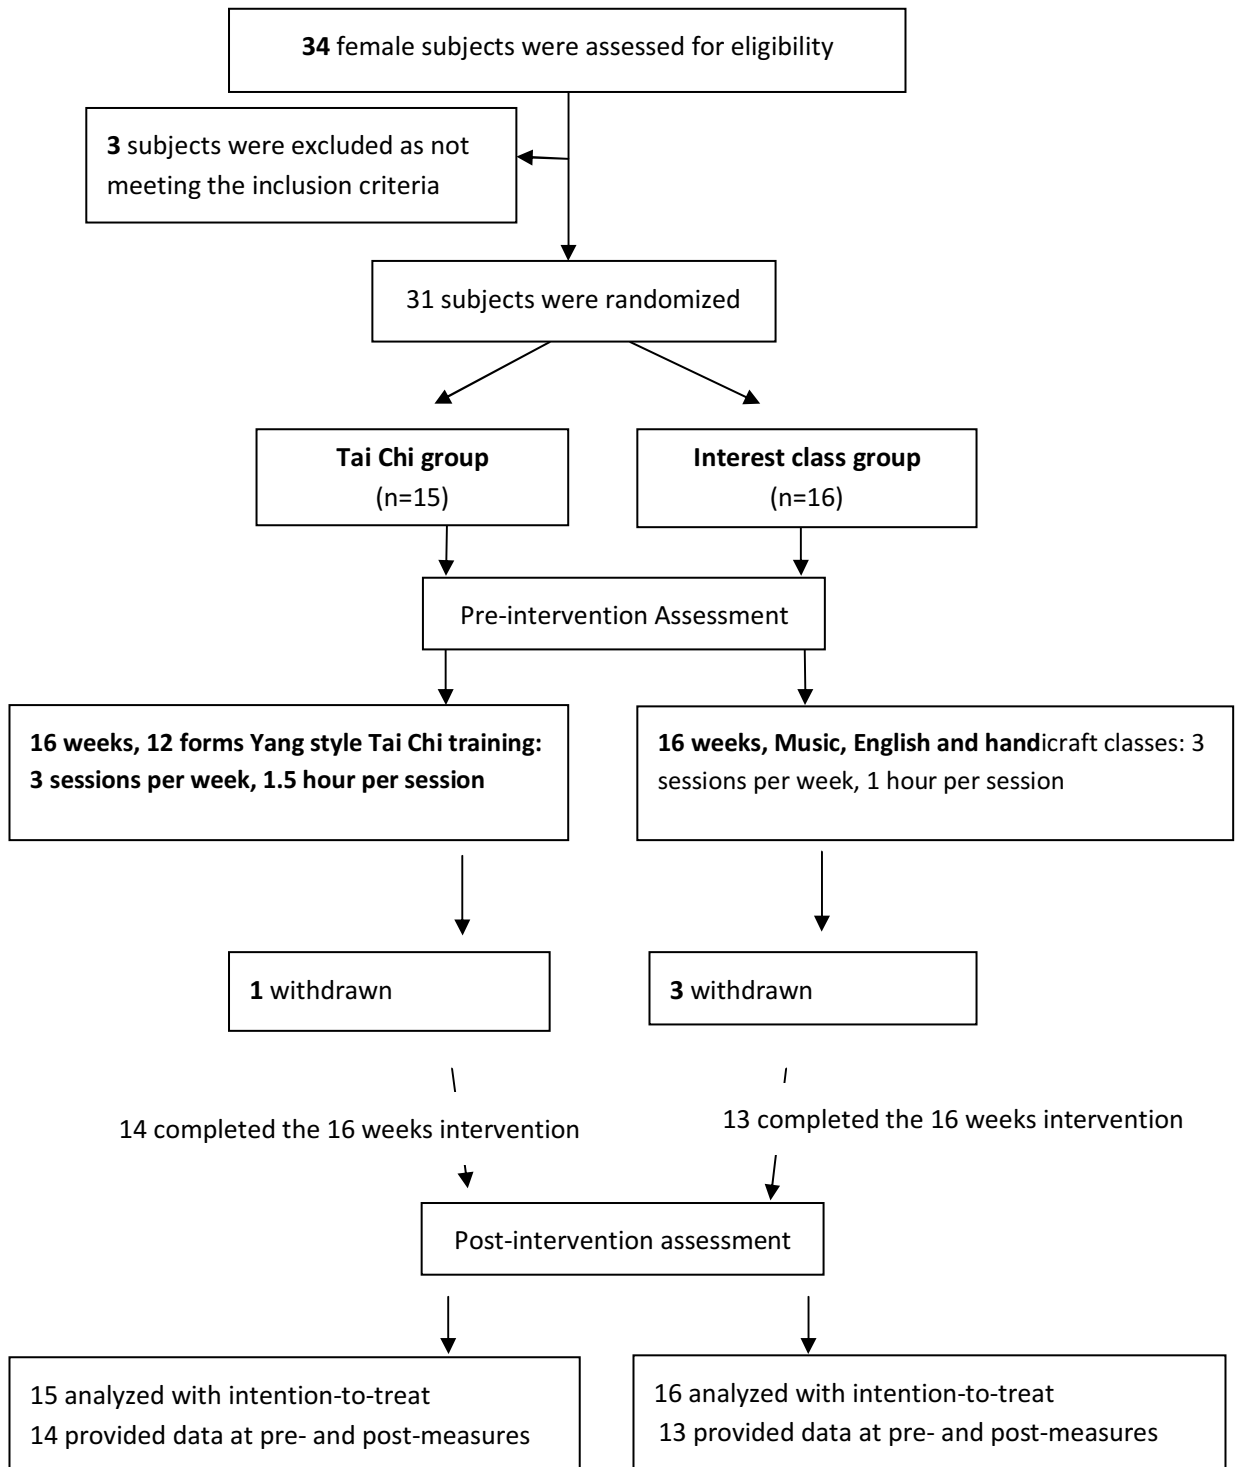 34 female subjects were assessed for eligibility
3 subjects were excluded as not
meeting the inclusion criteria
31 subjects were randomized
Tai Chi group
(n=15)
Interest class group
(n=16)
Pre-intervention Assessment
16 weeks, 12 forms Yang style Tai Chi training:
3 sessions per week, 1.5 hour per session
16 weeks, Music, English and handicraft classes: 3
sessions per week, 1 hour per session
1 withdrawn
3 withdrawn
14 completed the 16 weeks intervention
13 completed the 16 weeks intervention
Post-intervention assessment
15 analyzed with intention-to-treat
14 provided data at pre- and post-measures
16 analyzed with intention-to-treat
13 provided data at pre- and post-measures